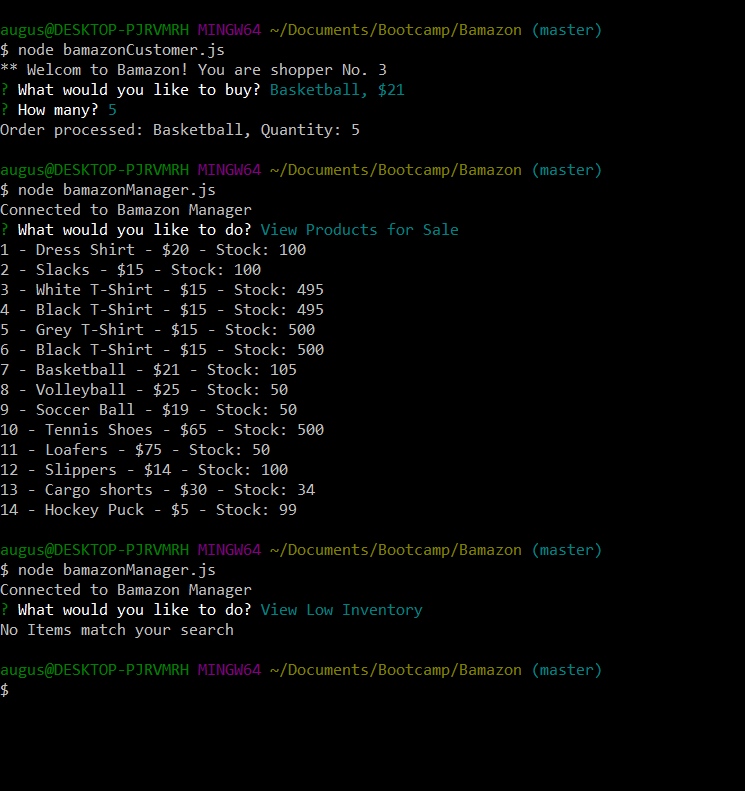 augus@DESKTOP-PJRVMRH MINGW64 ~/Documents/Bootcamp/Bamazon (master)
$ node bamazonCustomer.js
** Welcom to Bamazon! You are shopper No. 3
? What would you like to buy? Basketball, $21
? How many? 5
Order processed: Basketball, Quantity: 5
augus@DESKTOP-PJRVMRH MINGW64 ~/Documents/Bootcamp/Bamazon (master)
$ node bamazonManager.js
Connected to Bamazon Manager
? What would you like to do? View Products for Sale
1 - Dress Shirt - $20 - Stock: 100
2 - Slacks - $15 - Stock: 100
3 - White T-Shirt - $15 - Stock: 495
4 - Black T-Shirt - $15 - Stock: 495
5 - Grey T-Shirt - $15 - Stock: 500
6 - Black T-Shirt - $15 - Stock: 500
7 - Basketball - $21 - Stock: 105
8 - Volleyball - $25 - Stock: 50
9 - Soccer Ball - $19 - Stock: 50
10 - Tennis Shoes - $65 - Stock: 500
11 - Loafers - $75 - Stock: 50
12 - Slippers - $14 - Stock: 100
13 - Cargo shorts - $30 - Stock: 34
14 - Hockey Puck - $5 - Stock: 99
augus@DESKTOP-PJRVMRH MINGW64 ~/Documents/Bootcamp/Bamazon (master)
$ node bamazonManager.js
Connected to Bamazon Manager
? What would you like to do? View Low Inventory
No Items match your search
augus@DESKTOP-PJRVMRH MINGW64 ~/Documents/Bootcamp/Bamazon (master)
$